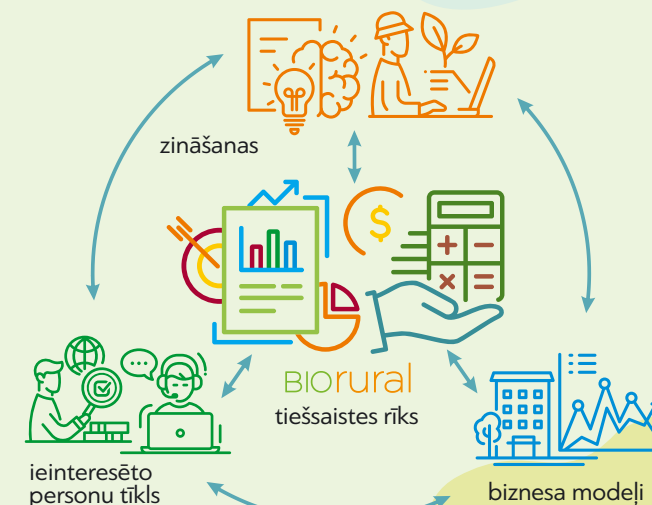 zināšanas
$
BIOrural
tiešsaistes rīks
ieinteresēto
personu tīkls
biznesa modeļi